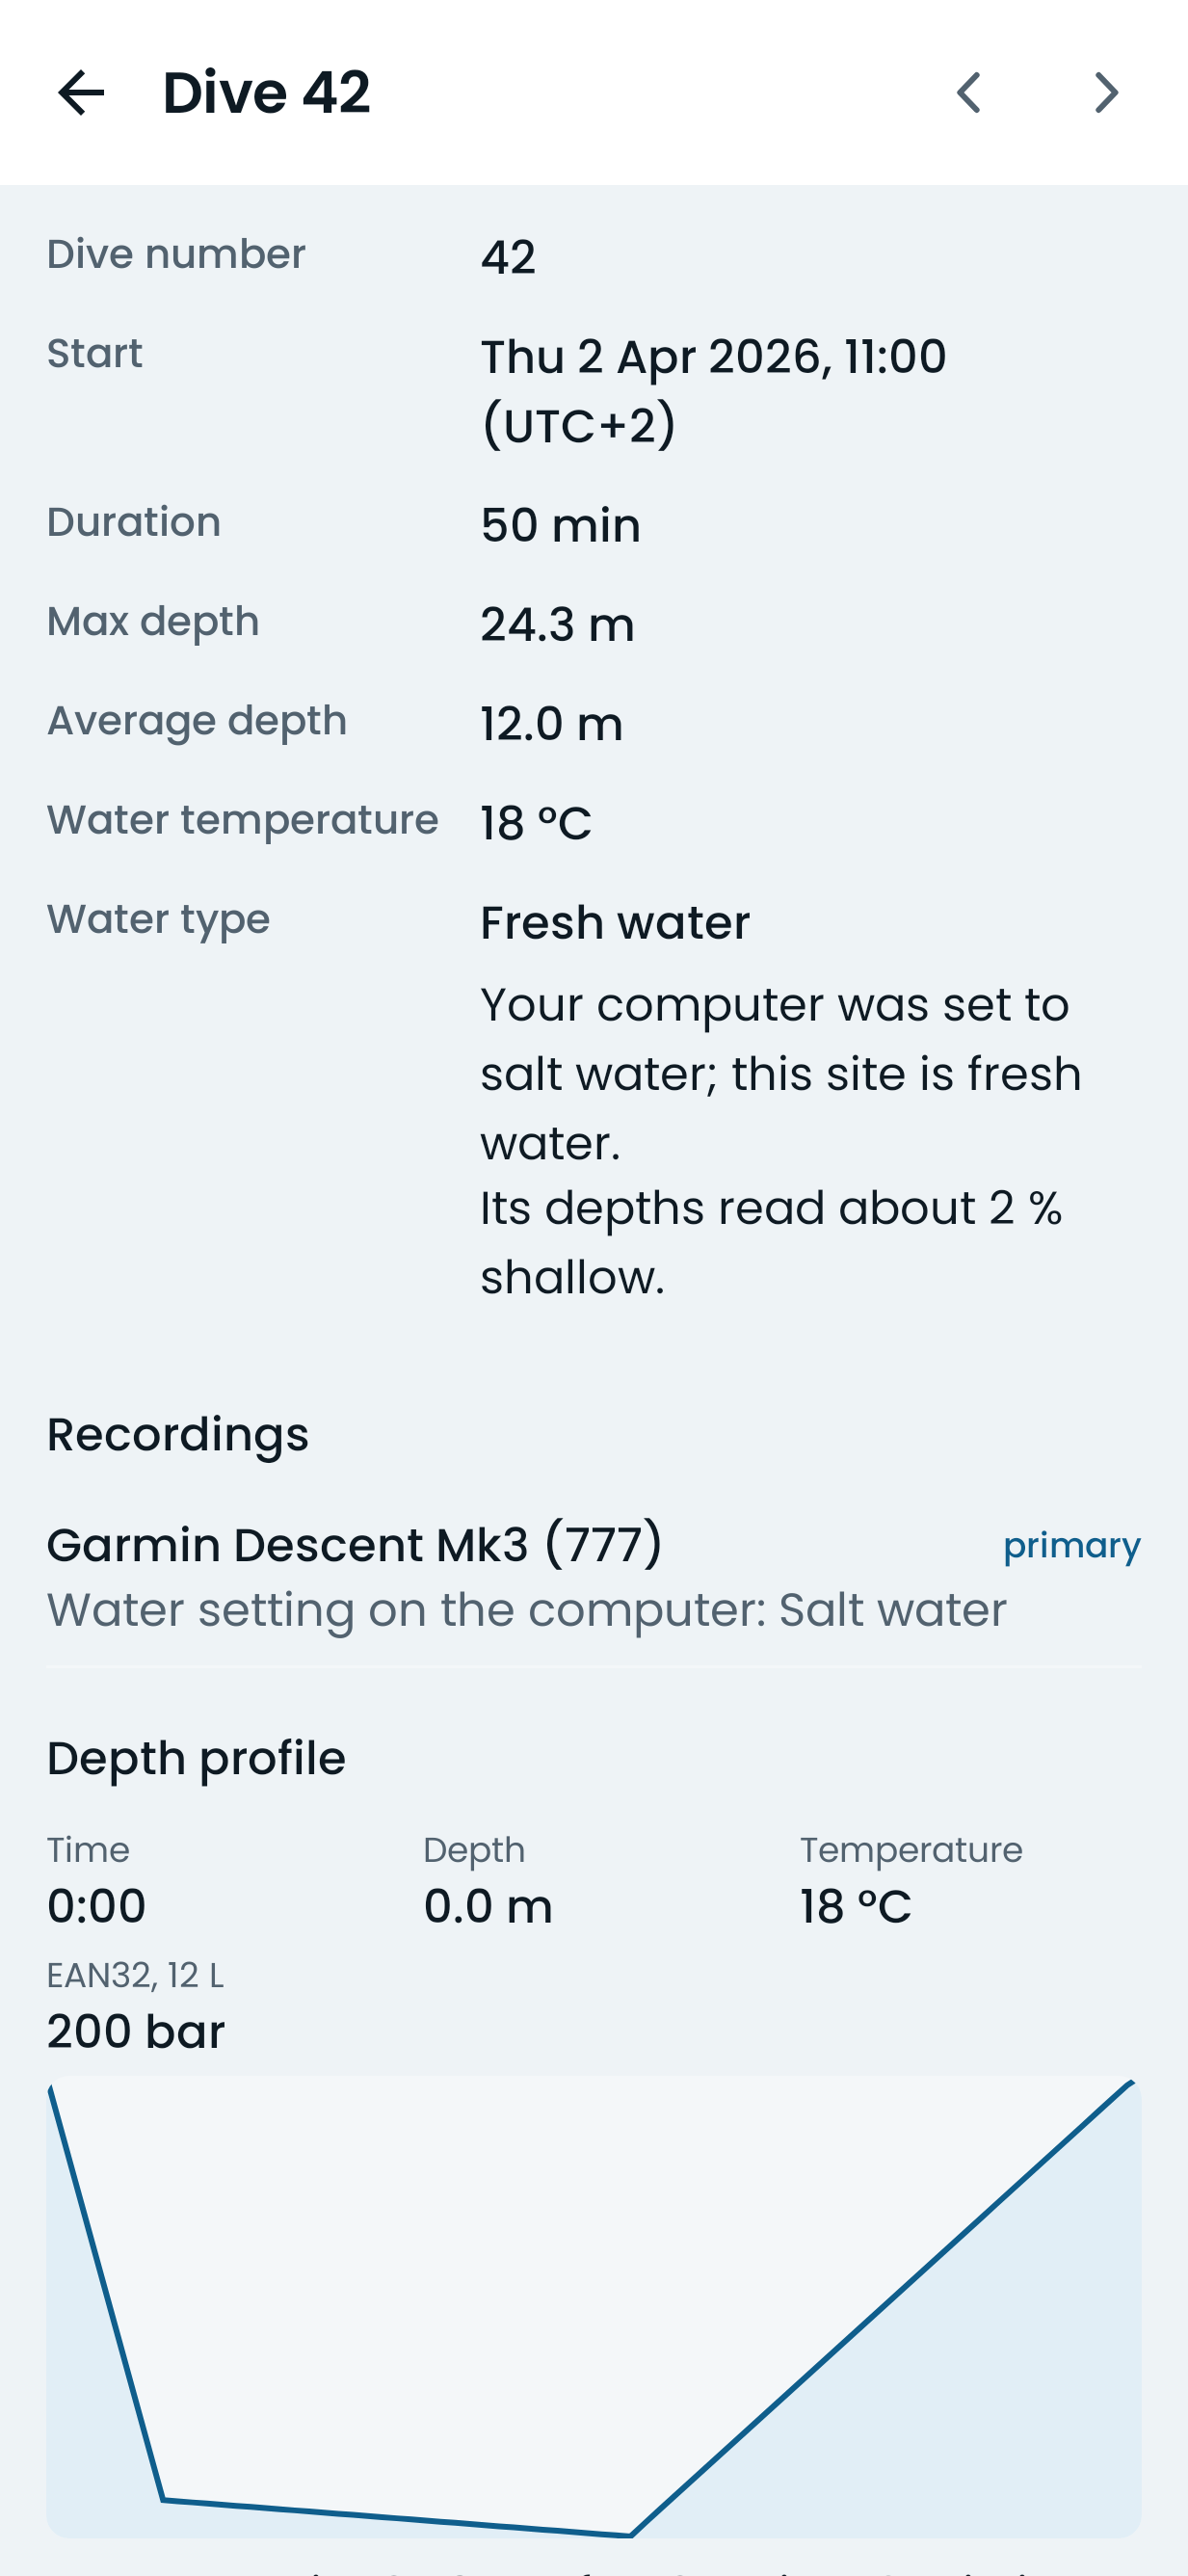 Dive 42
Dive number 42
Start Thu 2 Apr 2026, 11:00
(UTC+2)
Duration 50 min
Max depth 24.3 m
Average depth 12.0 m
Water temperature 18 °C
Water type Fresh water
Your computer was set to
salt water; this site is fresh
water.
Its depths read about 2 %
shallow.
Recordings
Garmin Descent Mk3 (777) primary
Water setting on the computer: Salt water
Depth profile
Time Depth Temperature
0:00 0.0 m 18 °C
EAN32, 12 L
200 bar